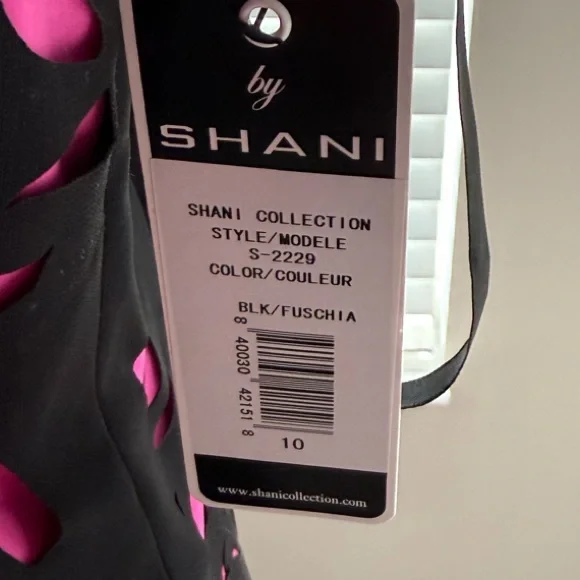 by
SHANI
SHANI COLLECTION
STYLE/MODELE
S-2229
COLOR/COULEUR
BLK/FUSCHIA
8 40030 42151 8
10
www.shanicollection.com